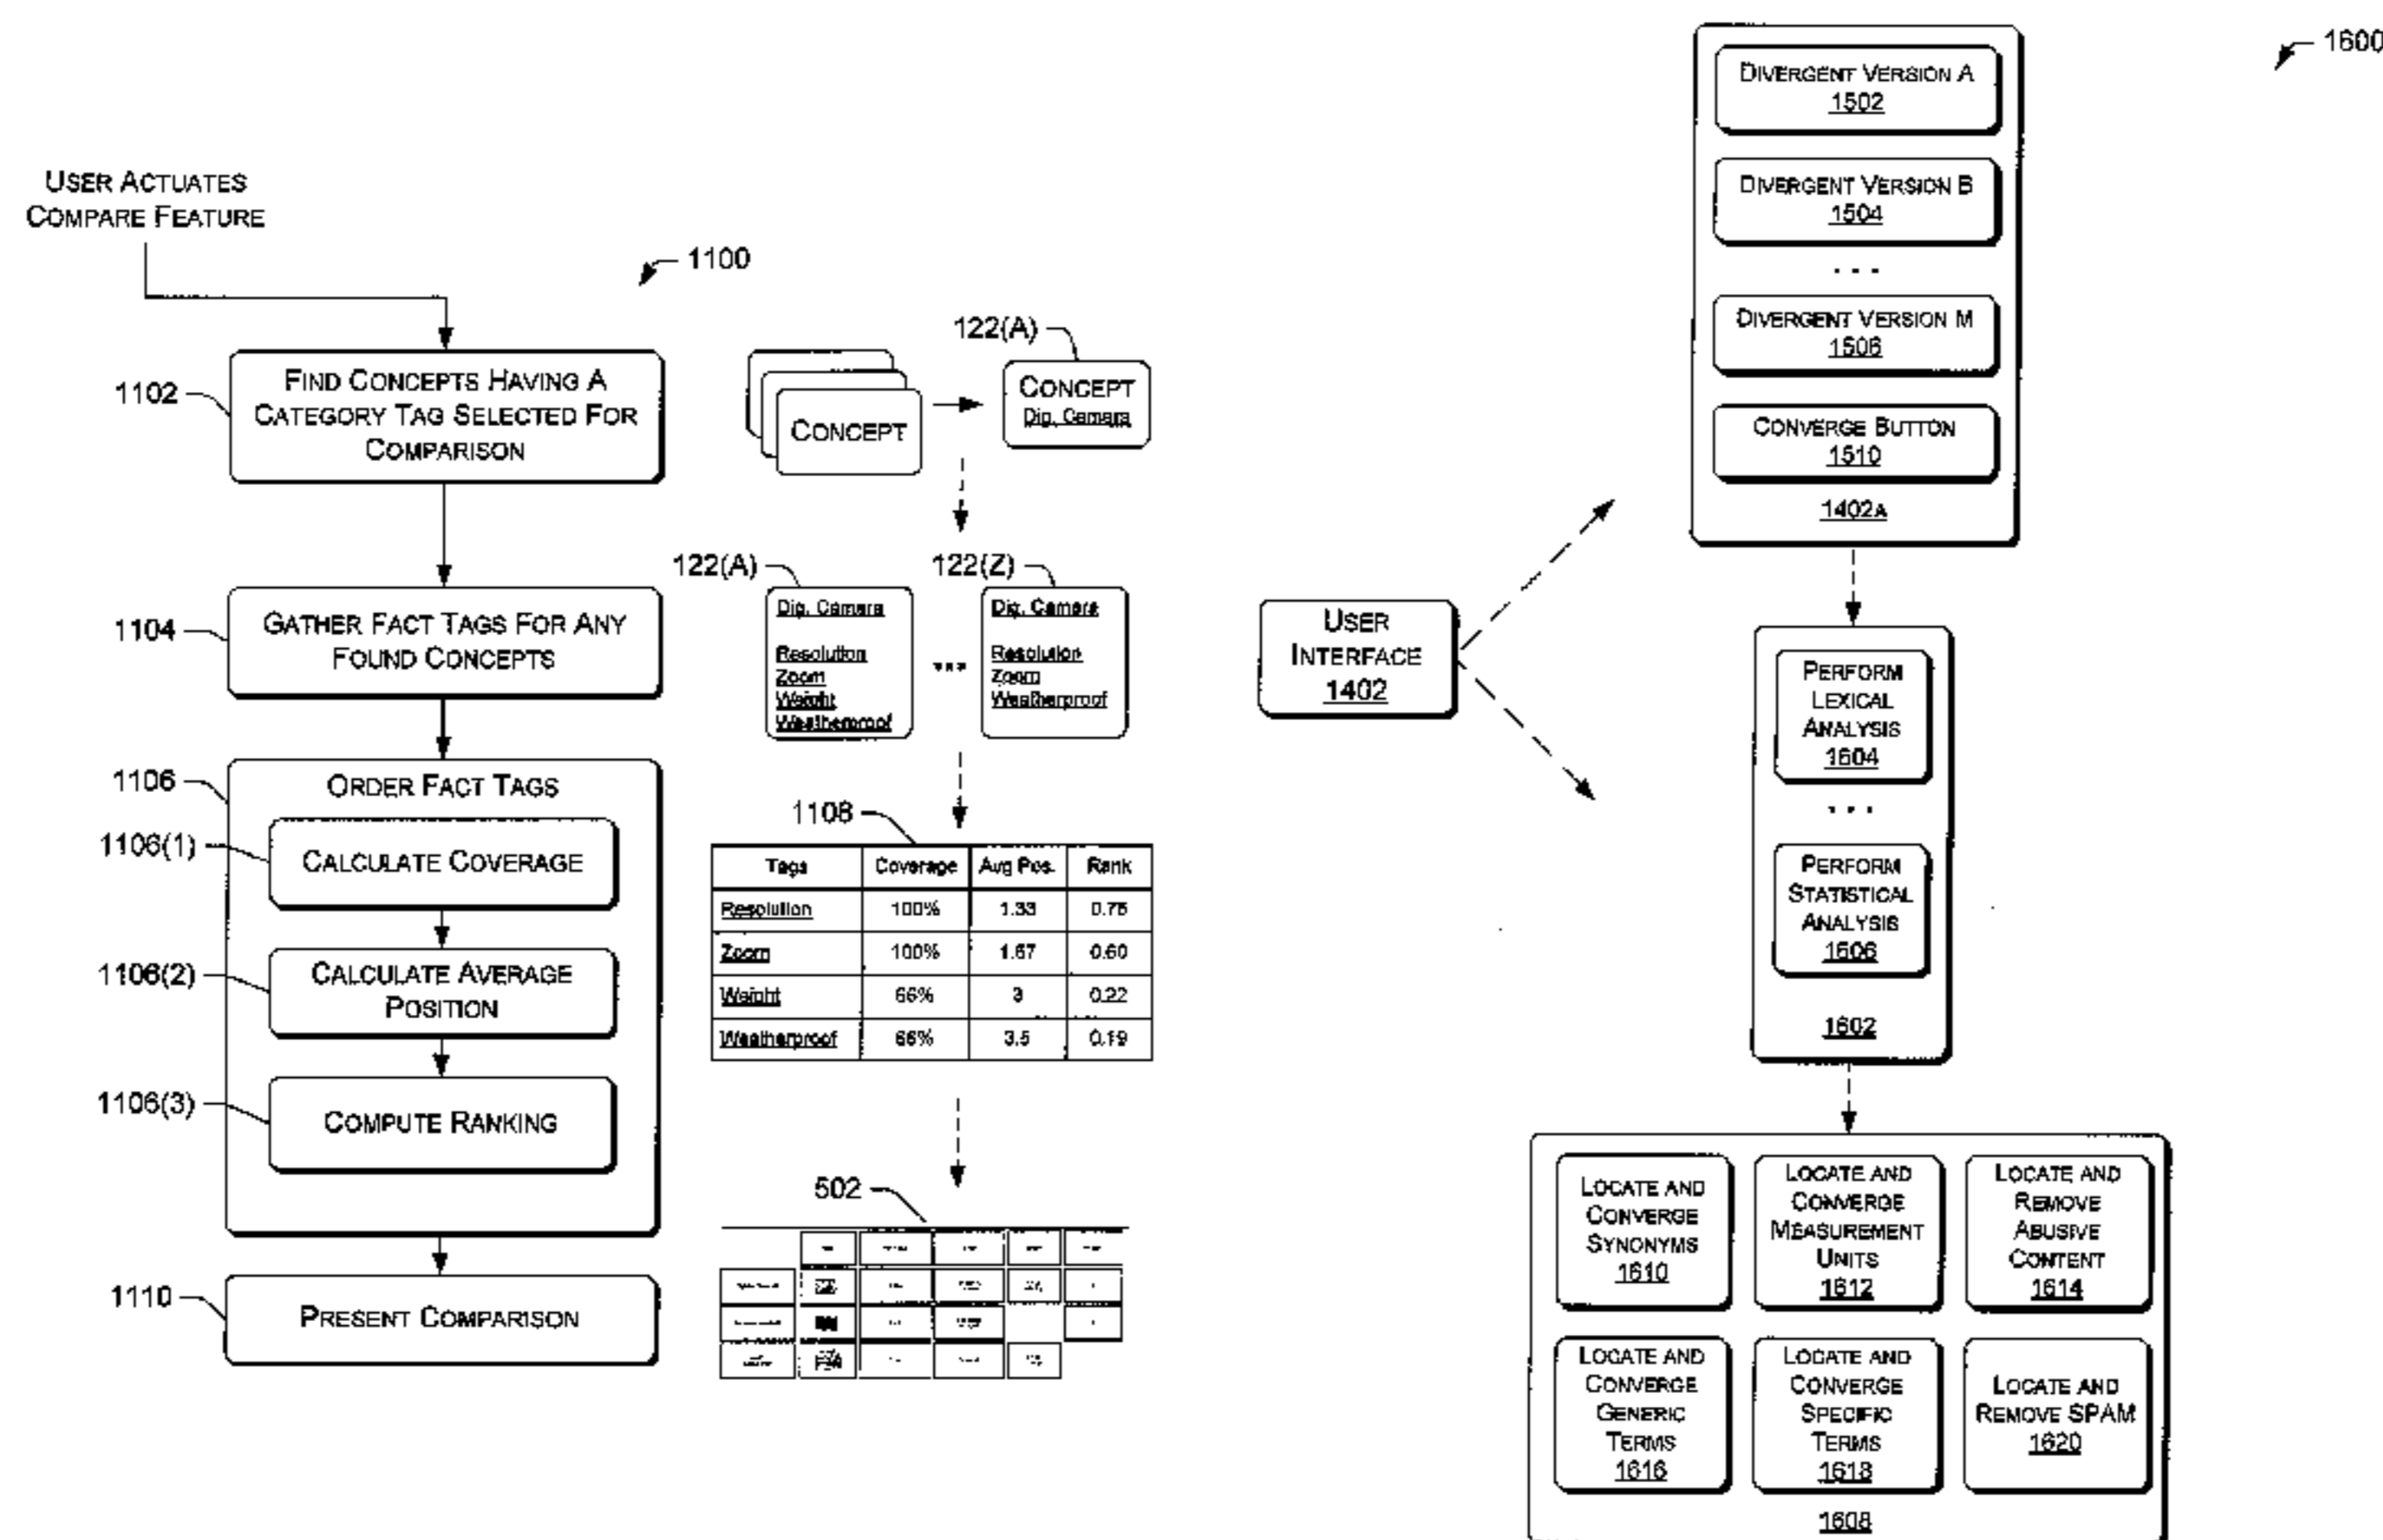 USER ACTUATES
COMPARE FEATURE
1100
1102
FIND CONCEPTS HAVING A
CATEGORY TAG SELECTED FOR
COMPARISON
122(A)
CONCEPT
CONCEPT
Dig. Camera
1104
GATHER FACT TAGS FOR ANY
FOUND CONCEPTS
122(A)
Dig. Camera
Resolution
Zoom
Weight
Weatherproof
...
122(Z)
Dig. Camera
Resolution
Zoom
Weatherproof
1106
ORDER FACT TAGS
1106(1)
CALCULATE COVERAGE
1106(2)
CALCULATE AVERAGE
POSITION
1106(3)
COMPUTE RANKING
1108
Tags Coverage Avg Pos. Rank
Resolution 100% 1.33 0.75
Zoom 100% 1.67 0.60
Weight 66% 3 0.22
Weatherproof 66% 3.5 0.19
502
1110
PRESENT COMPARISON
1600
DIVERGENT VERSION A
1502
DIVERGENT VERSION B
1504
...
DIVERGENT VERSION M
1506
CONVERGE BUTTON
1510
1402A
USER
INTERFACE
1402
PERFORM
LEXICAL
ANALYSIS
1604
...
PERFORM
STATISTICAL
ANALYSIS
1606
1602
LOCATE AND
CONVERGE
SYNONYMS
1610
LOCATE AND
CONVERGE
MEASUREMENT
UNITS
1612
LOCATE AND
REMOVE
ABUSIVE
CONTENT
1614
LOCATE AND
CONVERGE
GENERIC
TERMS
1616
LOCATE AND
CONVERGE
SPECIFIC
TERMS
1618
LOCATE AND
REMOVE SPAM
1620
1608